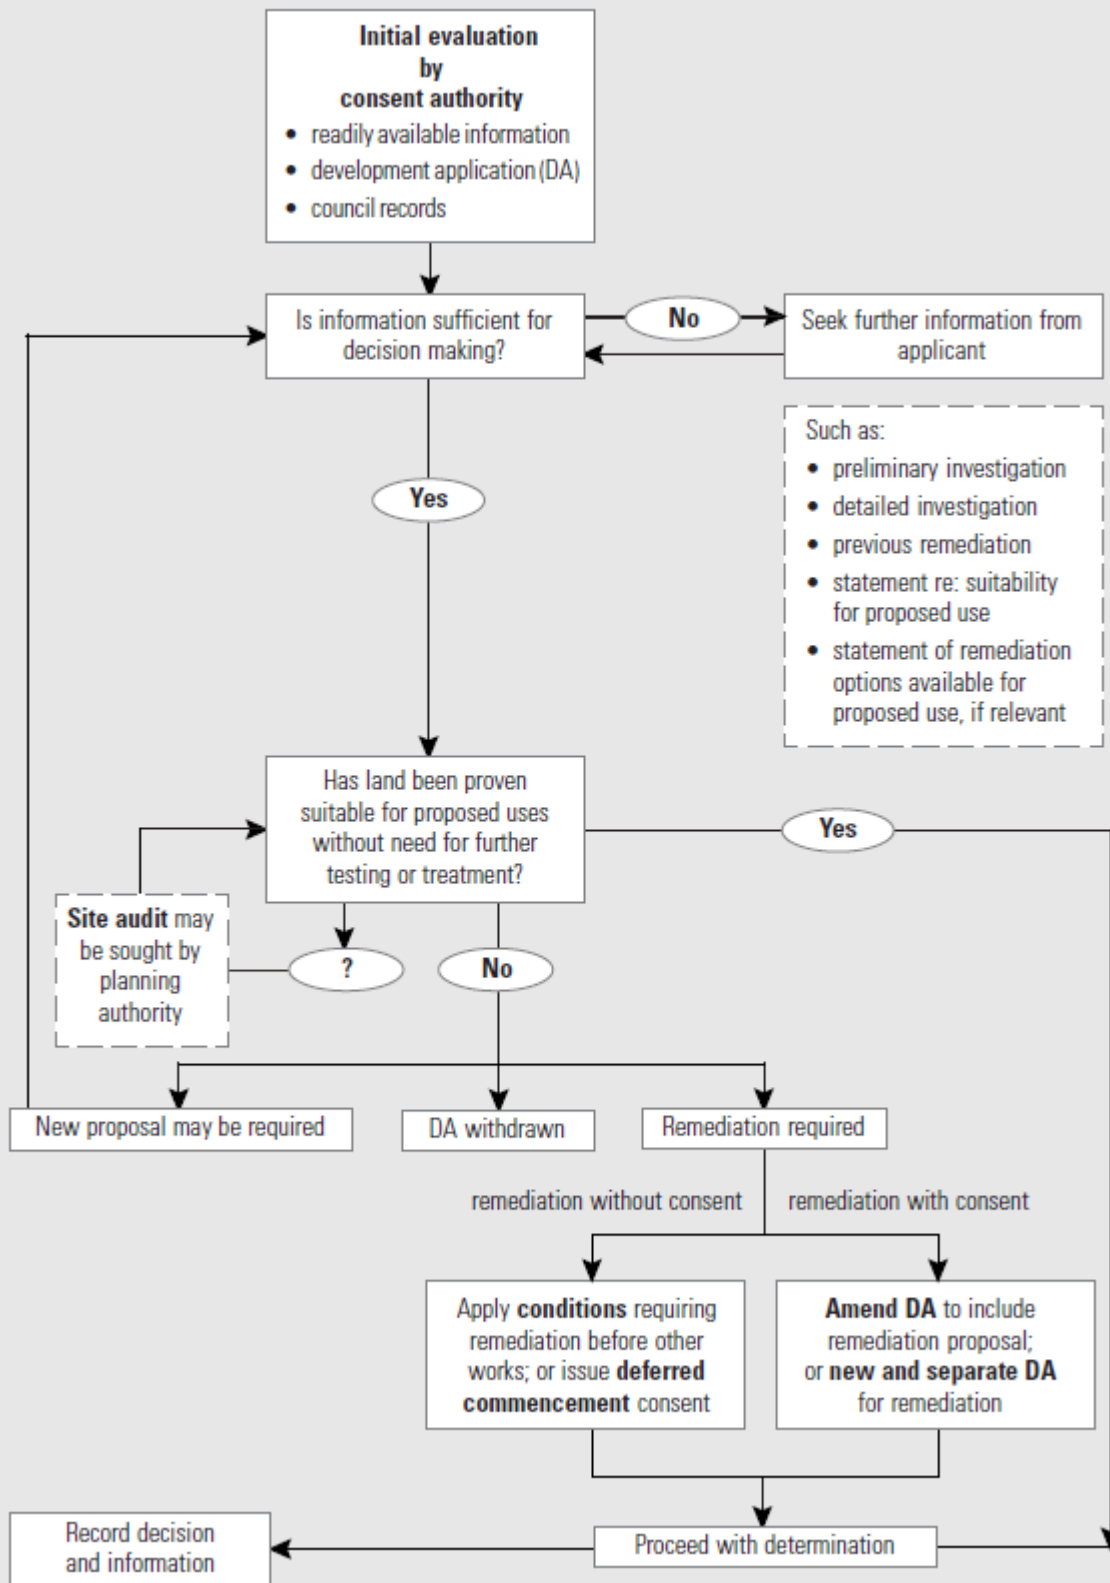 Initial evaluation
by
consent authority
• readily available information
• development application (DA)
• council records
Is information sufficient for
decision making?
No
Seek further information from
applicant
Such as:
• preliminary investigation
• detailed investigation
• previous remediation
• statement re: suitability
for proposed use
• statement of remediation
options available for
proposed use, if relevant
Yes
Has land been proven
suitable for proposed uses
without need for further
testing or treatment?
Yes
Site audit may
be sought by
planning
authority
?
No
New proposal may be required
DA withdrawn
Remediation required
remediation without consent
remediation with consent
Apply conditions requiring
remediation before other
works; or issue deferred
commencement consent
Amend DA to include
remediation proposal;
or new and separate DA
for remediation
Record decision
and information
Proceed with determination